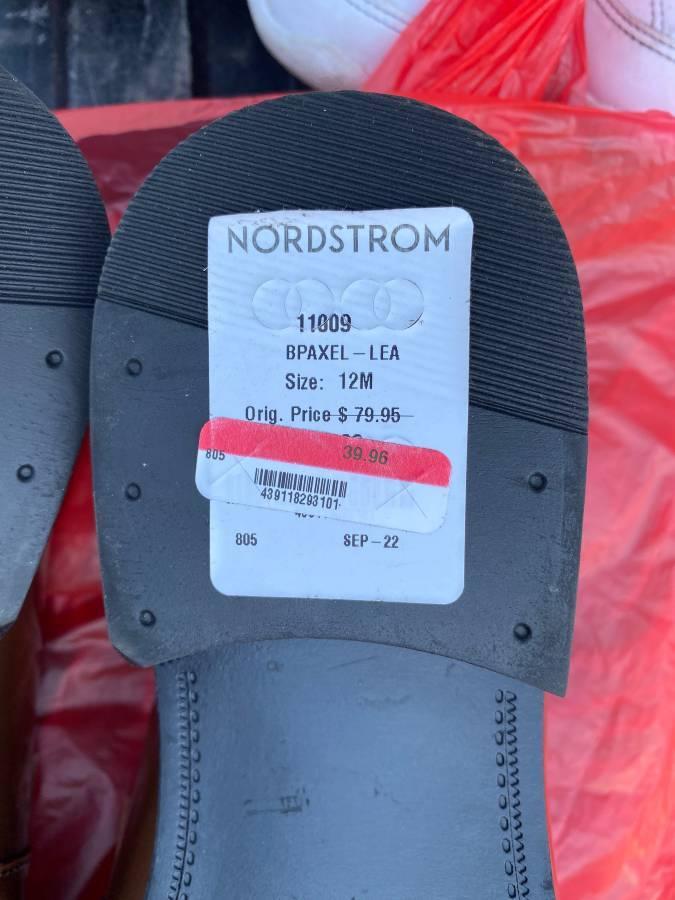 NORDSTROM
11009
BPAXEL-LEA
Size: 12M
Orig. Price $ 79.95
805 39.96
439118293101
805 SEP-22